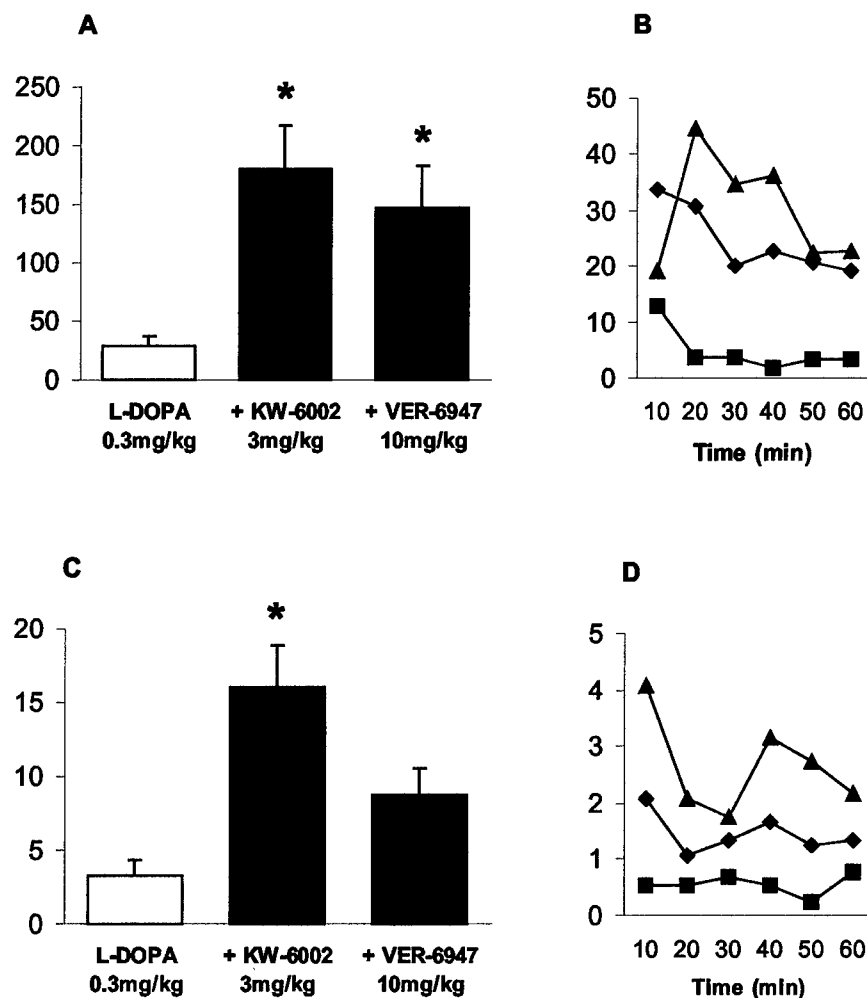 A
250
200
150
100
50
0
* *
L-DOPA + KW-6002 + VER-6947
0.3mg/kg 3mg/kg 10mg/kg
B
50
40
30
20
10
0
10 20 30 40 50 60
Time (min)
C
20
15
10
5
0
*
L-DOPA + KW-6002 + VER-6947
0.3mg/kg 3mg/kg 10mg/kg
D
5
4
3
2
1
0
10 20 30 40 50 60
Time (min)